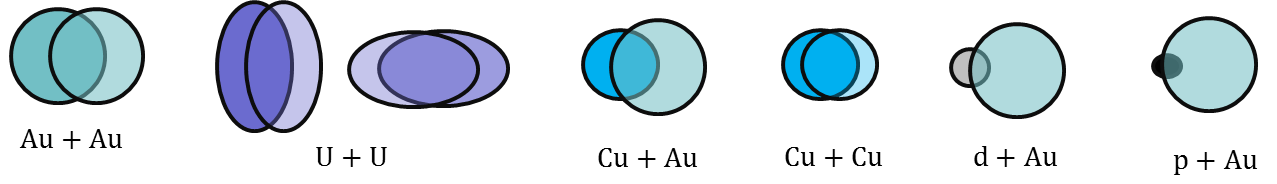 Au + Au
U + U
Cu + Au
Cu + Cu
d + Au
p + Au